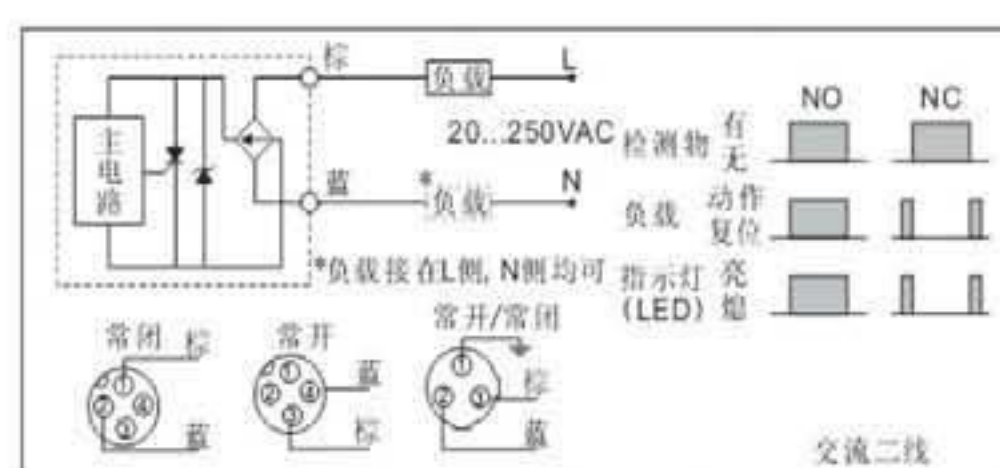 棕
负载
L
主电路
20...250VAC
蓝
*负载
N
*负载接在L侧, N侧均可
NO
NC
检测物
有
无
负载
动作
复位
指示灯
(LED)
亮
熄
常闭
棕
① ② ③ ④
蓝
常开
① ② ③ ④
蓝
棕
常开/常闭
① ② ③
棕
蓝
交流二线